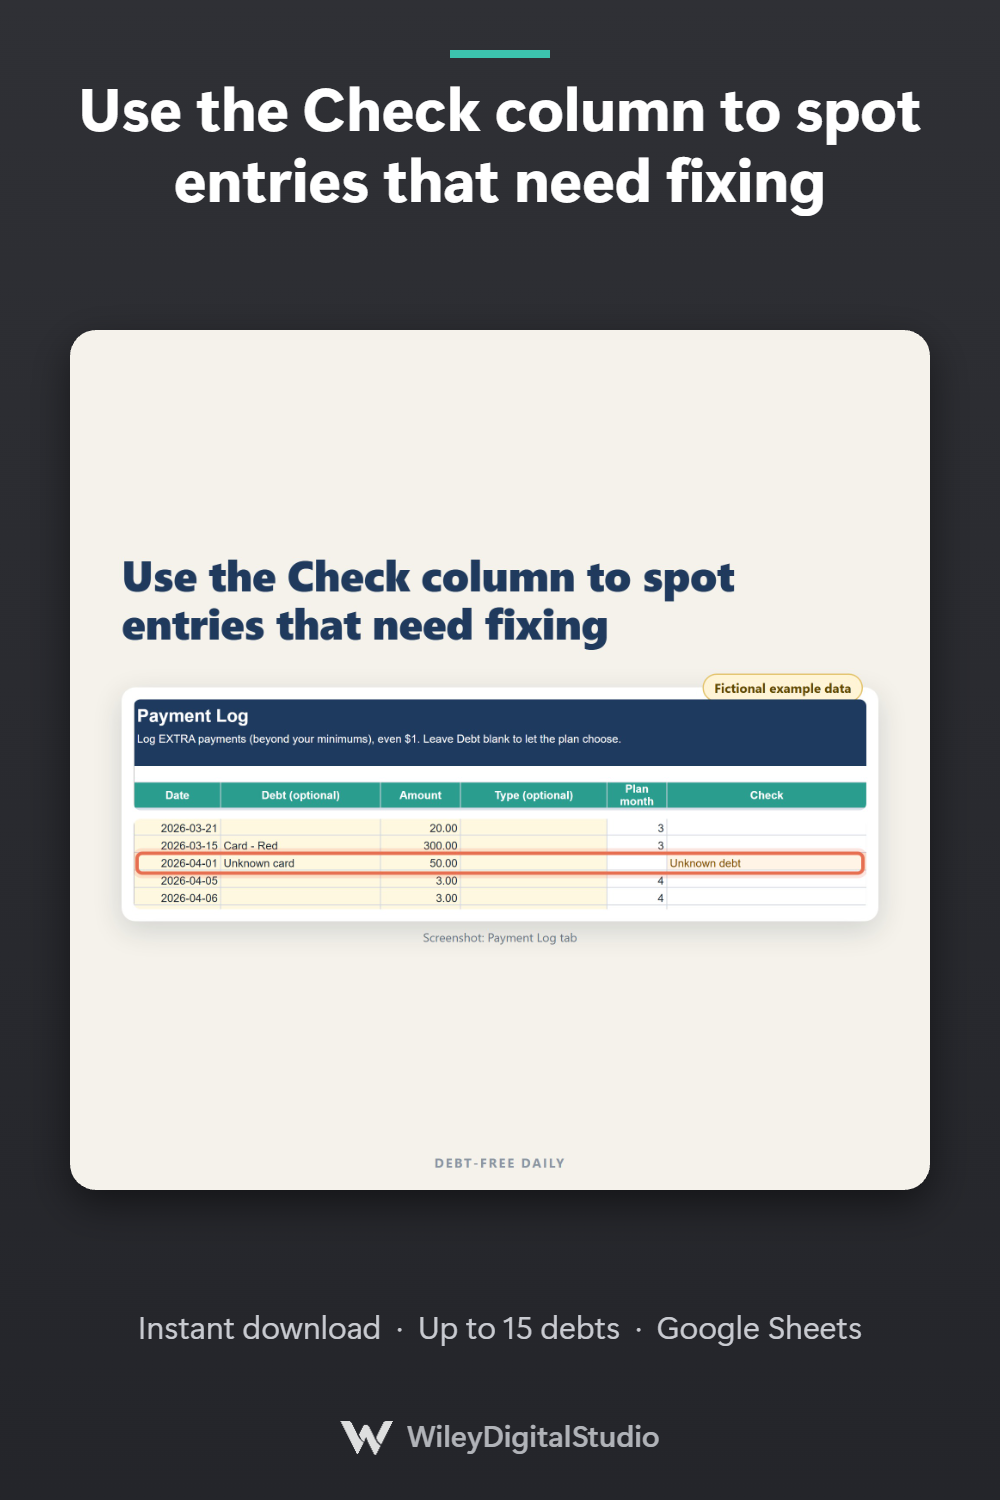 Use the Check column to spot
entries that need fixing
Use the Check column to spot
entries that need fixing
Fictional example data
Payment Log
Log EXTRA payments (beyond your minimums), even $1. Leave Debt blank to let the plan choose.
Date Debt (optional) Amount Type (optional) Plan month Check
2026-03-21 20.00 3
2026-03-15 Card - Red 300.00 3
2026-04-01 Unknown card 50.00 Unknown debt
2026-04-05 3.00 4
2026-04-06 3.00 4
Screenshot: Payment Log tab
DEBT-FREE DAILY
Instant download · Up to 15 debts · Google Sheets
WileyDigitalStudio